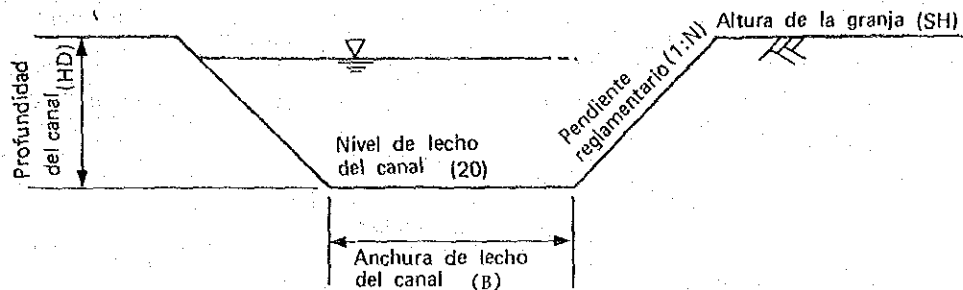 Altura de la granja (SH)
Profundidad
del canal
(HD)
Pendiente
reglamentario (1:N)
Nivel de lecho
del canal (20)
Anchura de lecho
del canal (B)